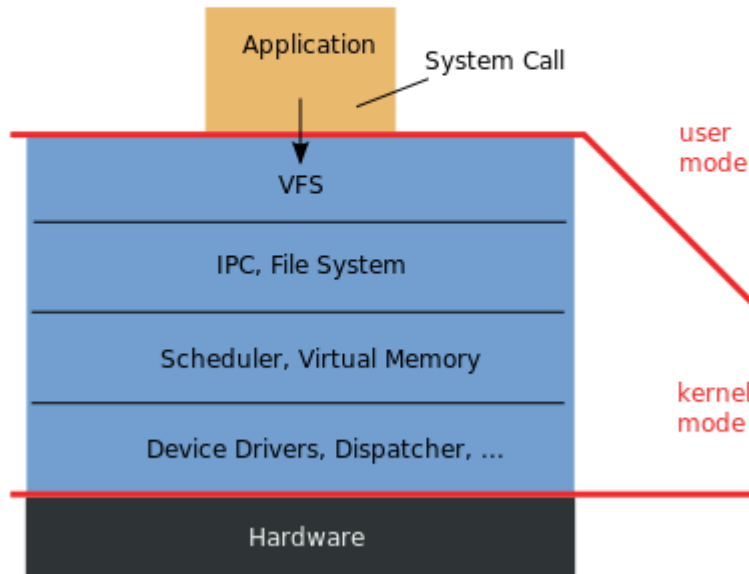 Application
System Call
user
mode
VFS
IPC, File System
Scheduler, Virtual Memory
kernel
mode
Device Drivers, Dispatcher, ...
Hardware